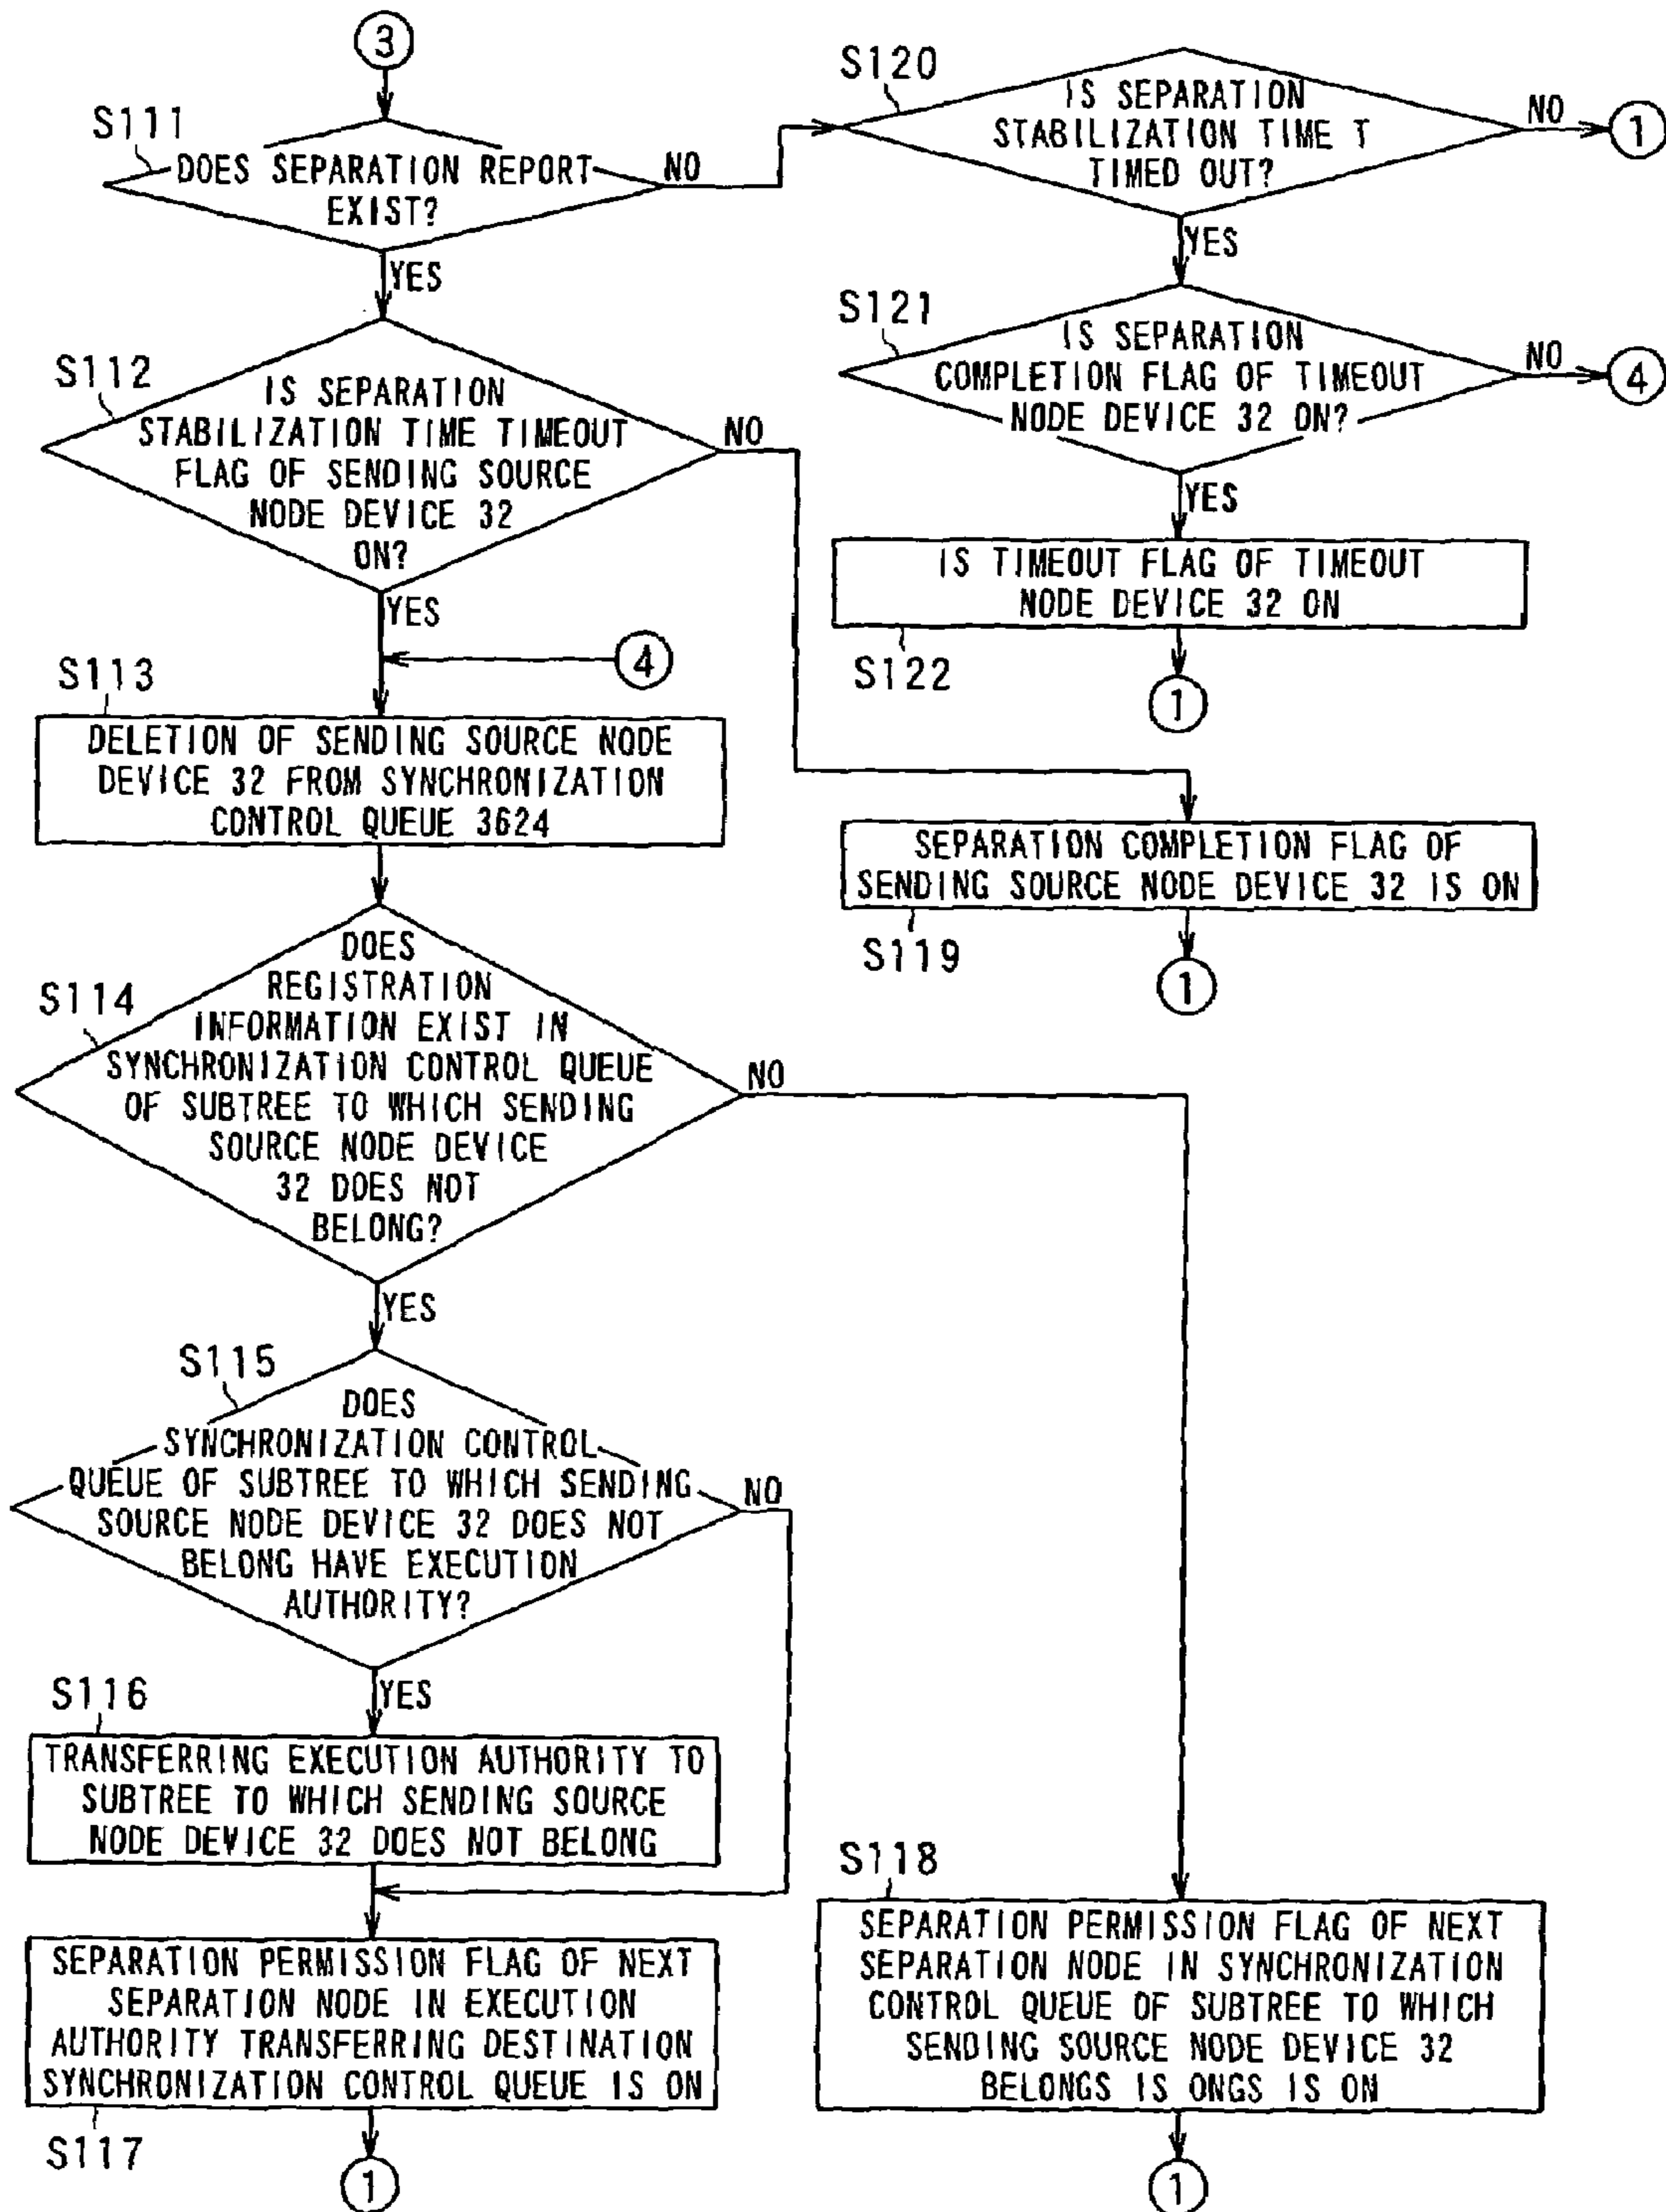 3
S111
DOES SEPARATION REPORT
EXIST?
NO
YES
S112
IS SEPARATION
STABILIZATION TIME TIMEOUT
FLAG OF SENDING SOURCE
NODE DEVICE 32
ON?
NO
YES
4
S113
DELETION OF SENDING SOURCE NODE
DEVICE 32 FROM SYNCHRONIZATION
CONTROL QUEUE 3624
S114
DOES
REGISTRATION
INFORMATION EXIST IN
SYNCHRONIZATION CONTROL QUEUE
OF SUBTREE TO WHICH SENDING
SOURCE NODE DEVICE
32 DOES NOT
BELONG?
NO
YES
S115
DOES
SYNCHRONIZATION CONTROL
QUEUE OF SUBTREE TO WHICH SENDING
SOURCE NODE DEVICE 32 DOES NOT
BELONG HAVE EXECUTION
AUTHORITY?
NO
YES
S116
TRANSFERRING EXECUTION AUTHORITY TO
SUBTREE TO WHICH SENDING SOURCE
NODE DEVICE 32 DOES NOT BELONG
SEPARATION PERMISSION FLAG OF NEXT
SEPARATION NODE IN EXECUTION
AUTHORITY TRANSFERRING DESTINATION
SYNCHRONIZATION CONTROL QUEUE IS ON
S117
1
S120
IS SEPARATION
STABILIZATION TIME T
TIMED OUT?
NO
1
YES
S121
IS SEPARATION
COMPLETION FLAG OF TIMEOUT
NODE DEVICE 32 ON?
NO
4
YES
IS TIMEOUT FLAG OF TIMEOUT
NODE DEVICE 32 ON
S122
1
SEPARATION COMPLETION FLAG OF
SENDING SOURCE NODE DEVICE 32 IS ON
S119
1
S118
SEPARATION PERMISSION FLAG OF NEXT
SEPARATION NODE IN SYNCHRONIZATION
CONTROL QUEUE OF SUBTREE TO WHICH
SENDING SOURCE NODE DEVICE 32
BELONGS IS ONGS IS ON
1